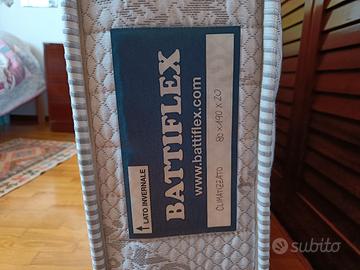 ↑ LATO INVERNALE
BATTIFLEX
www.battiflex.com
CLIMATIZZATO
80 x 190 x 20
subito